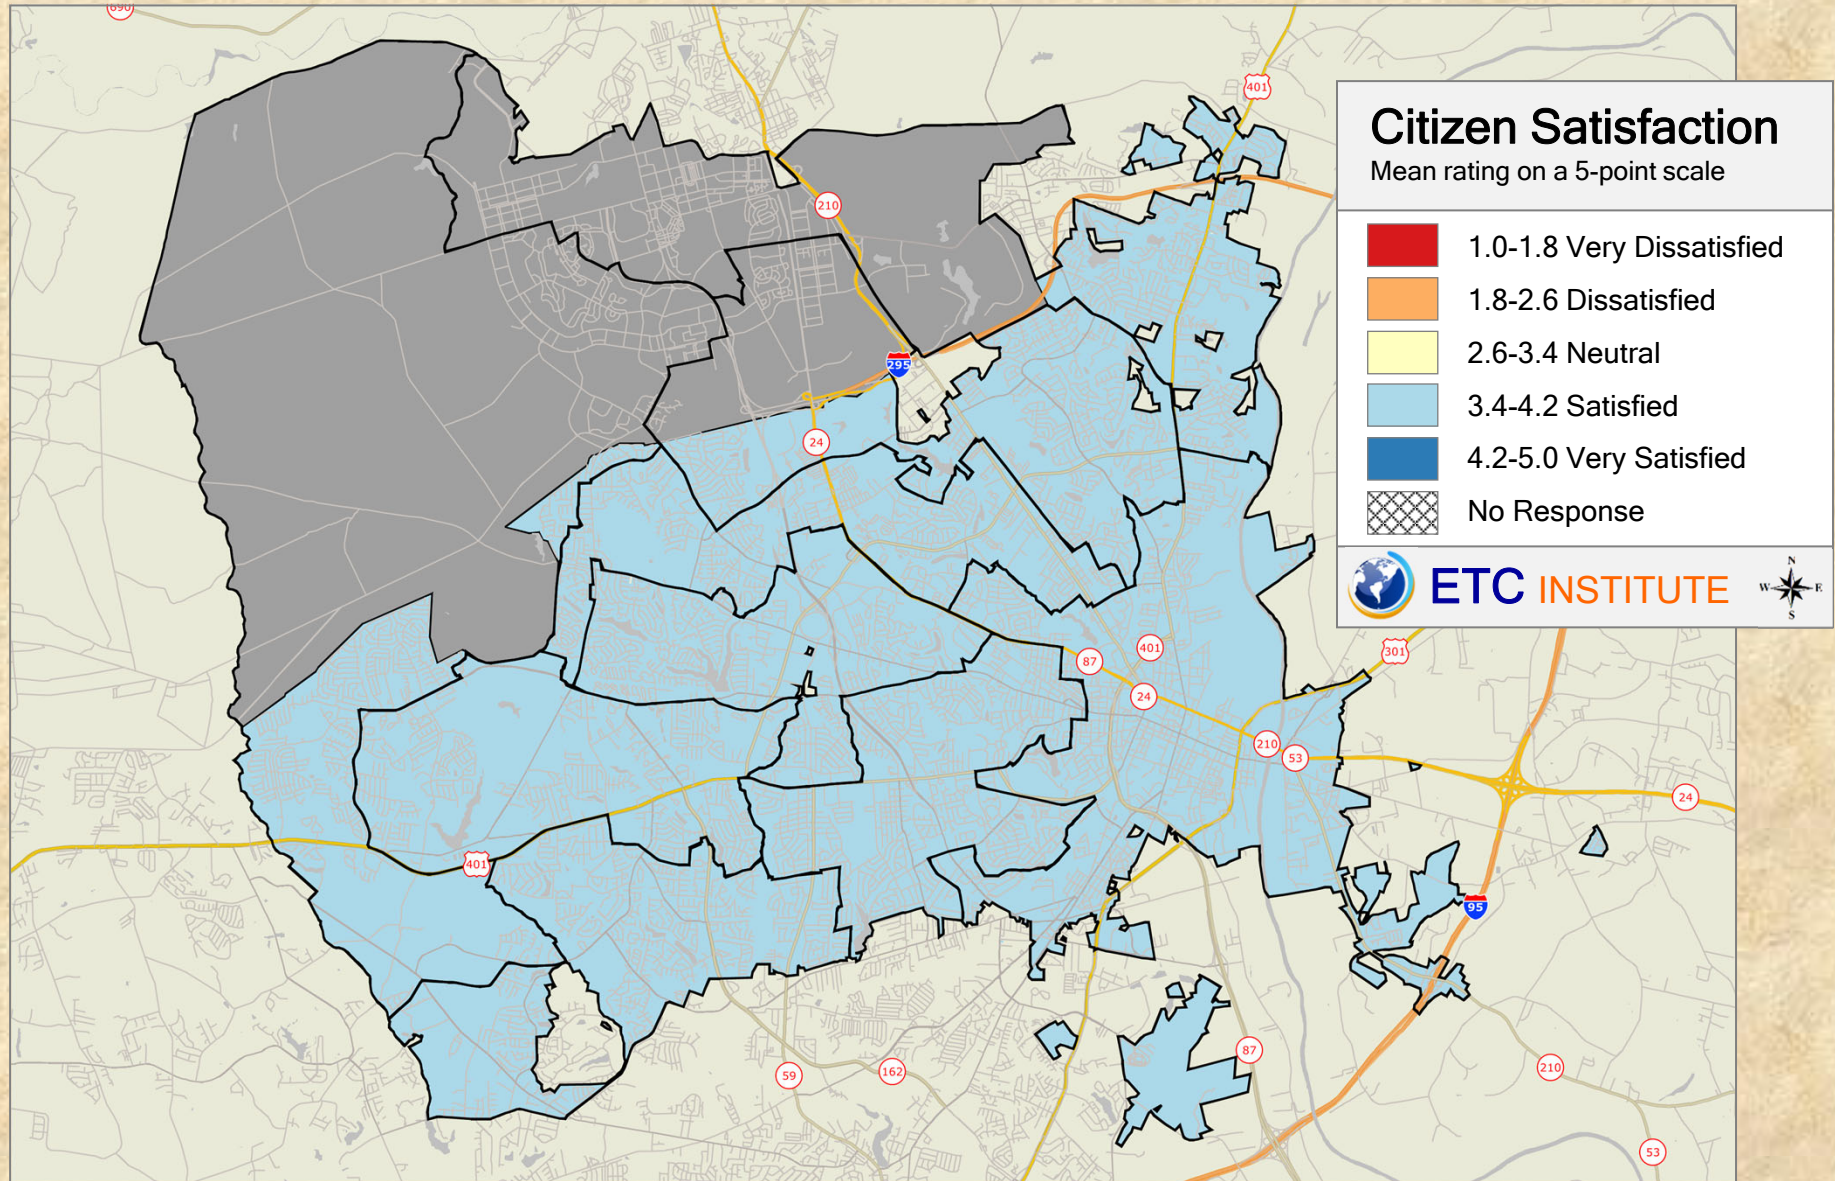 690
401
210
295
24
87
401
24
301
210
53
24
401
95
59
162
87
210
53
Citizen Satisfaction
Mean rating on a 5-point scale
1.0-1.8 Very Dissatisfied
1.8-2.6 Dissatisfied
2.6-3.4 Neutral
3.4-4.2 Satisfied
4.2-5.0 Very Satisfied
No Response
ETC INSTITUTE
N
W E
S